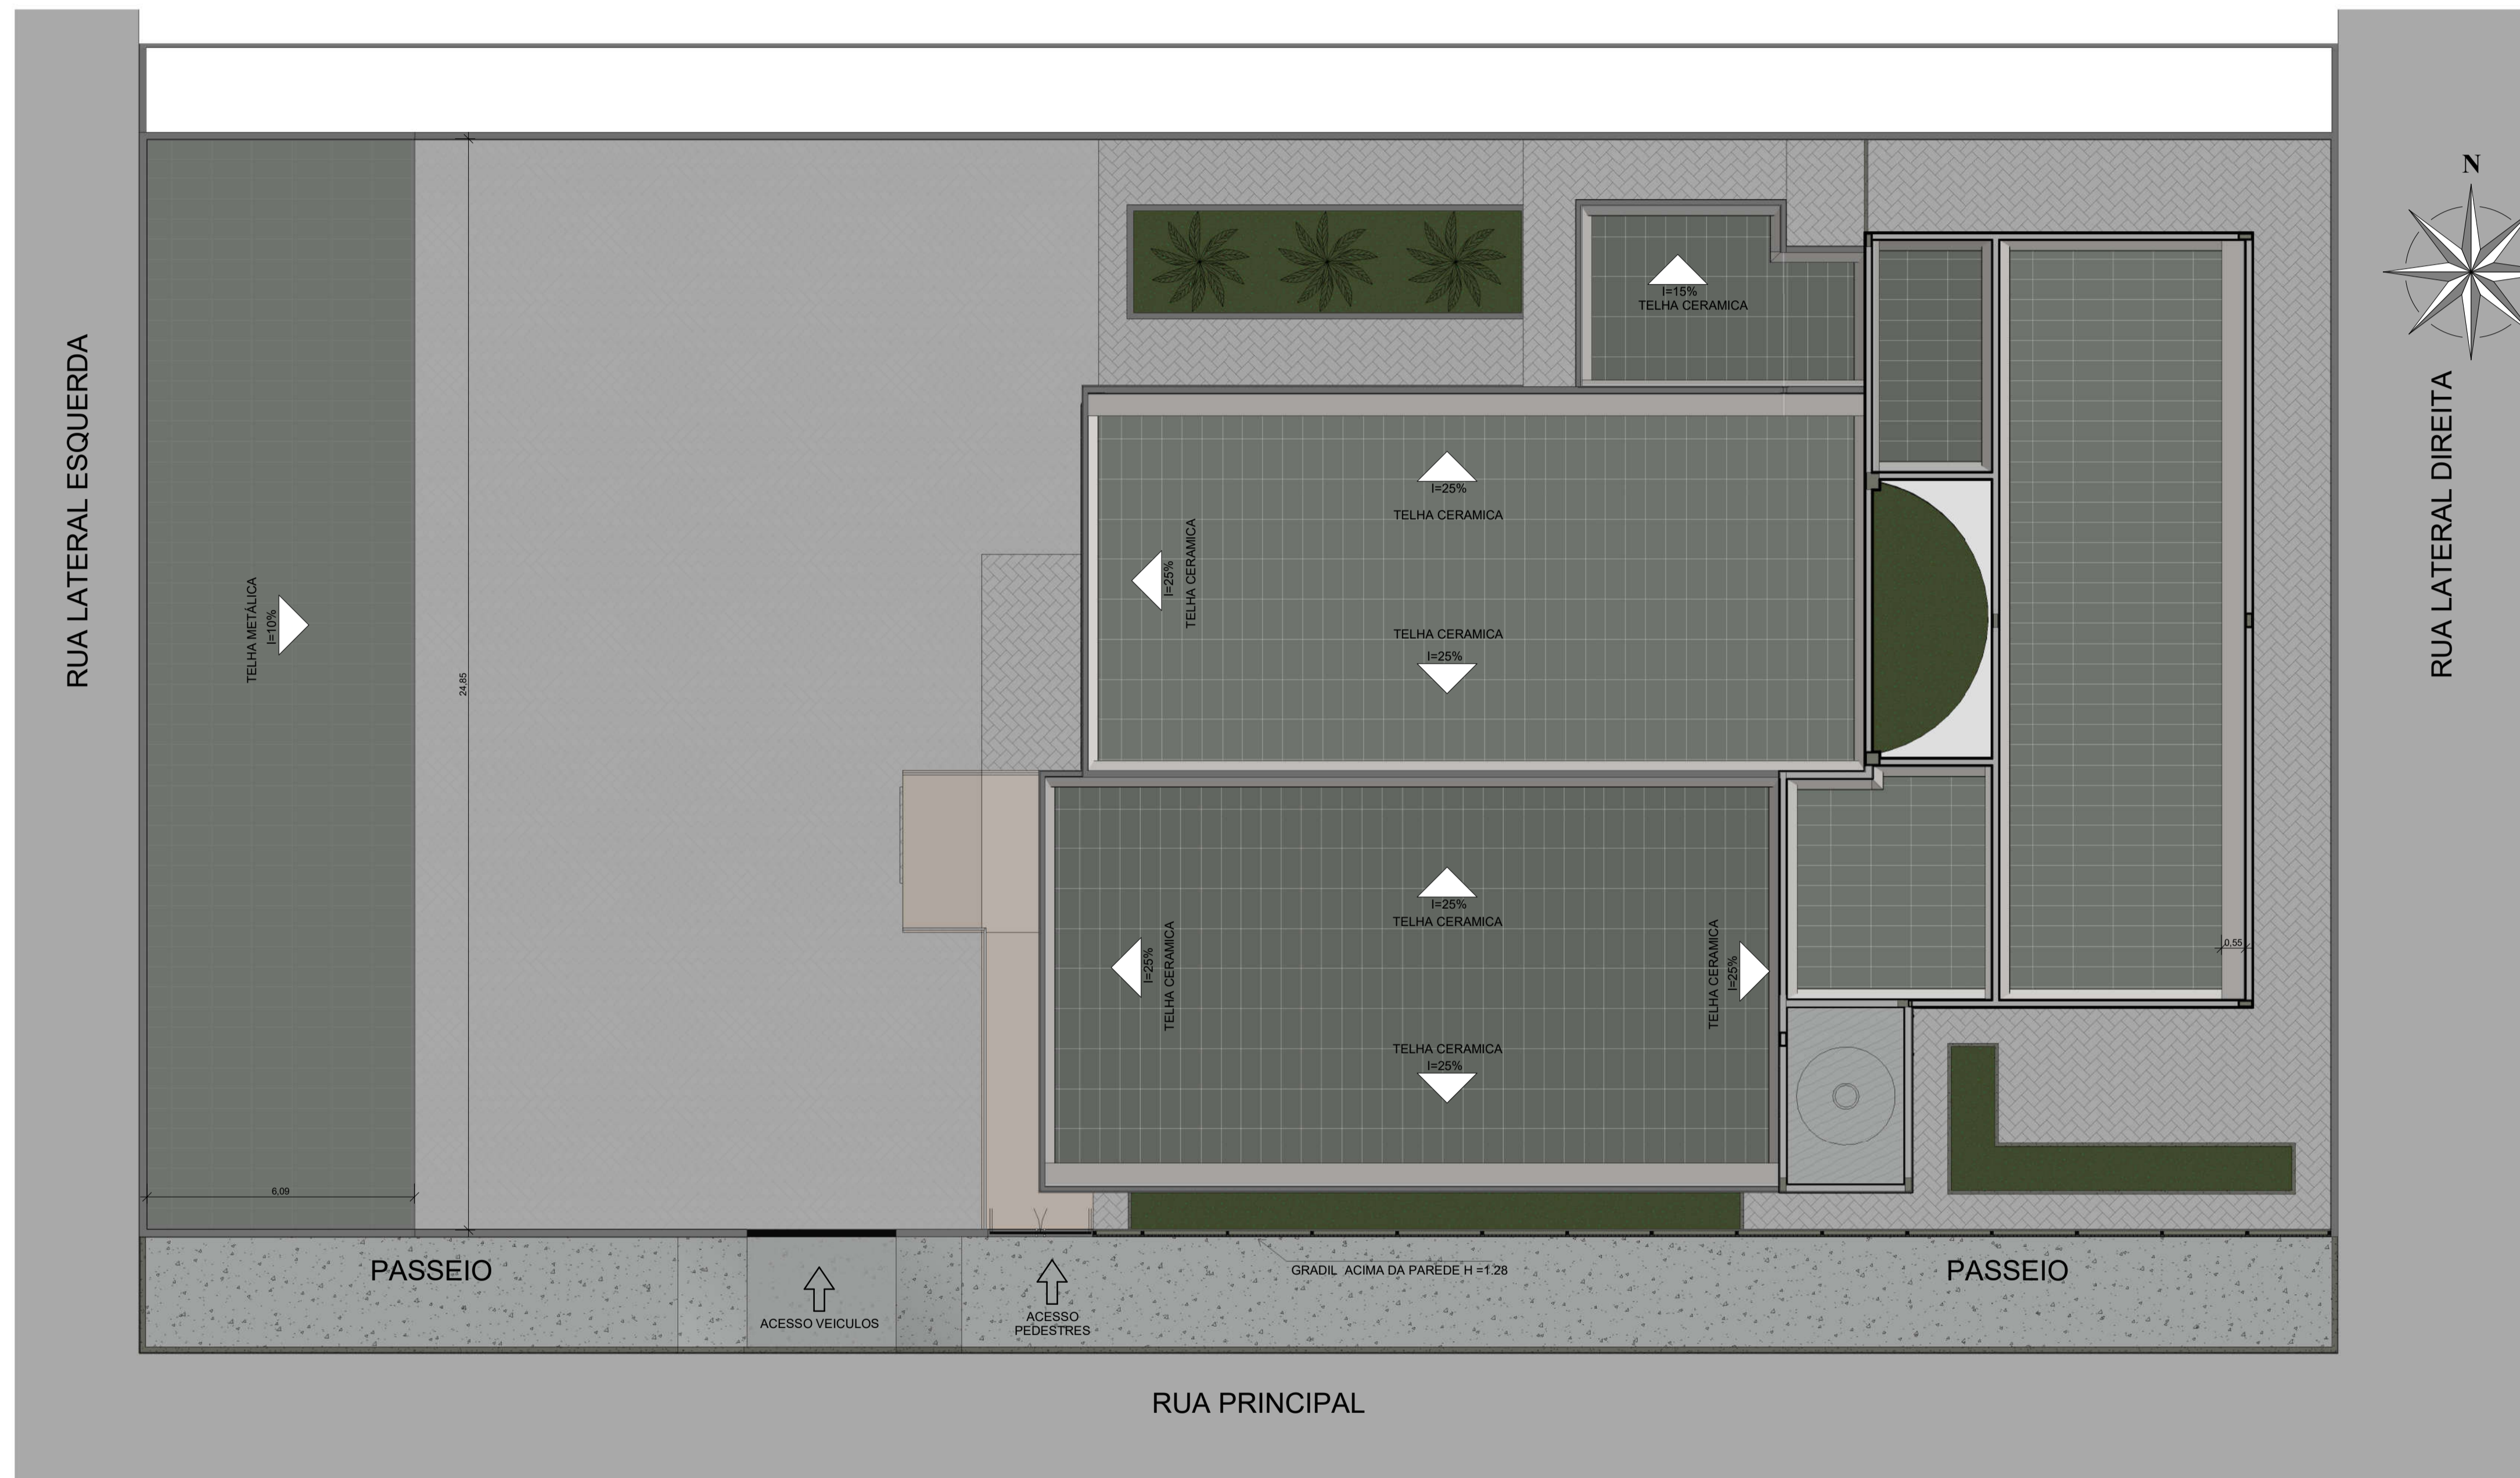 N
RUA LATERAL ESQUERDA
RUA LATERAL DIREITA
I=15%
TELHA CERAMICA
I=25%
TELHA CERAMICA
I=25%
TELHA CERAMICA
TELHA CERAMICA
I=25%
TELHA METÁLICA
I=10%
24,85
I=25%
TELHA CERAMICA
I=25%
TELHA CERAMICA
TELHA CERAMICA
I=25%
TELHA CERAMICA
I=25%
0,55
6,09
PASSEIO
ACESSO VEICULOS
ACESSO
PEDESTRES
GRADIL ACIMA DA PAREDE H =1.28
PASSEIO
RUA PRINCIPAL